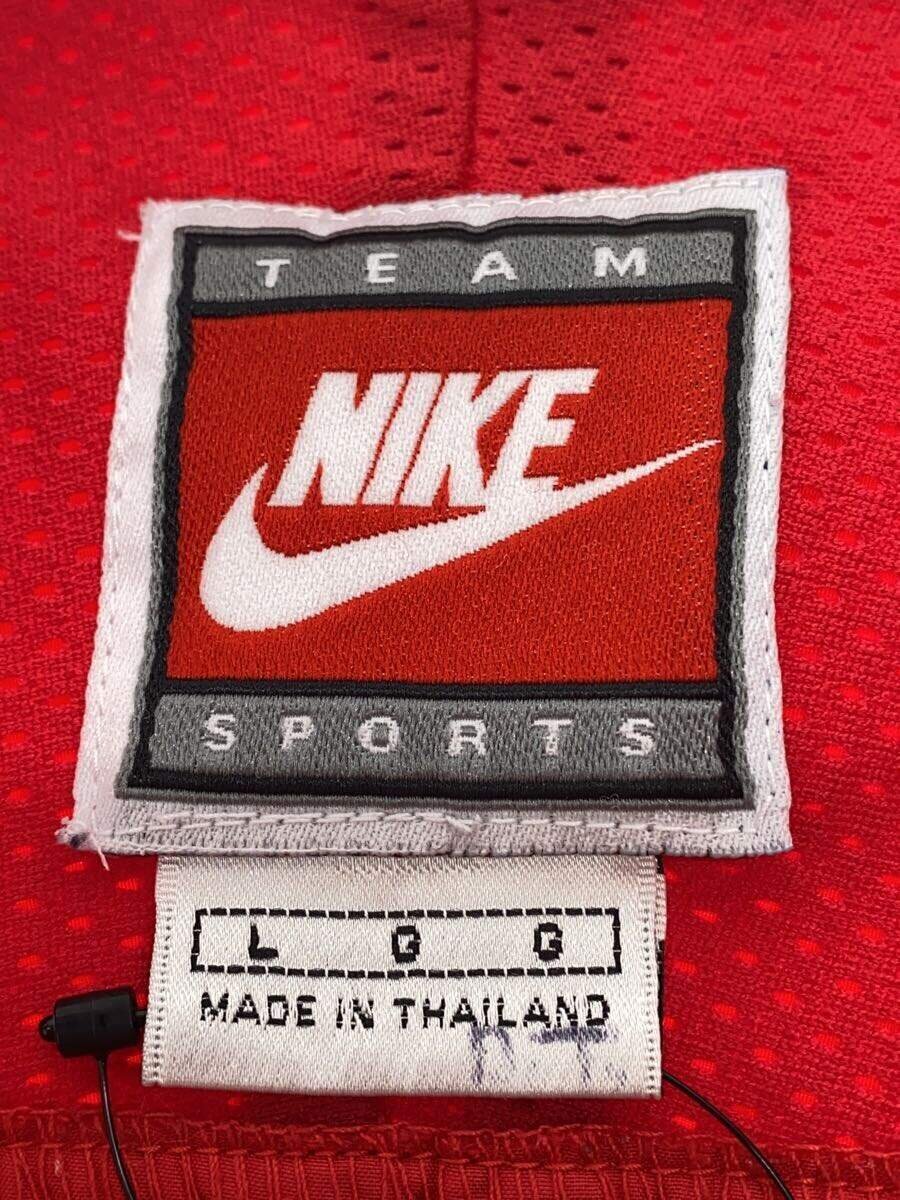 TEAM
NIKE
SPORTS
L G G
MADE IN THAILAND